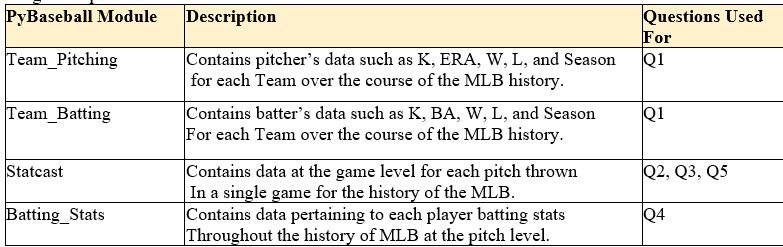 PyBaseball Module Description Questions Used
For
Team_Pitching Contains pitcher’s data such as K, ERA, W, L, and Season Q1
for each Team over the course of the MLB history.
Team_Batting Contains batter’s data such as K, BA, W, L, and Season Q1
For each Team over the course of the MLB history.
Statcast Contains data at the game level for each pitch thrown Q2, Q3, Q5
In a single game for the history of the MLB.
Batting_Stats Contains data pertaining to each player batting stats Q4
Throughout the history of MLB at the pitch level.